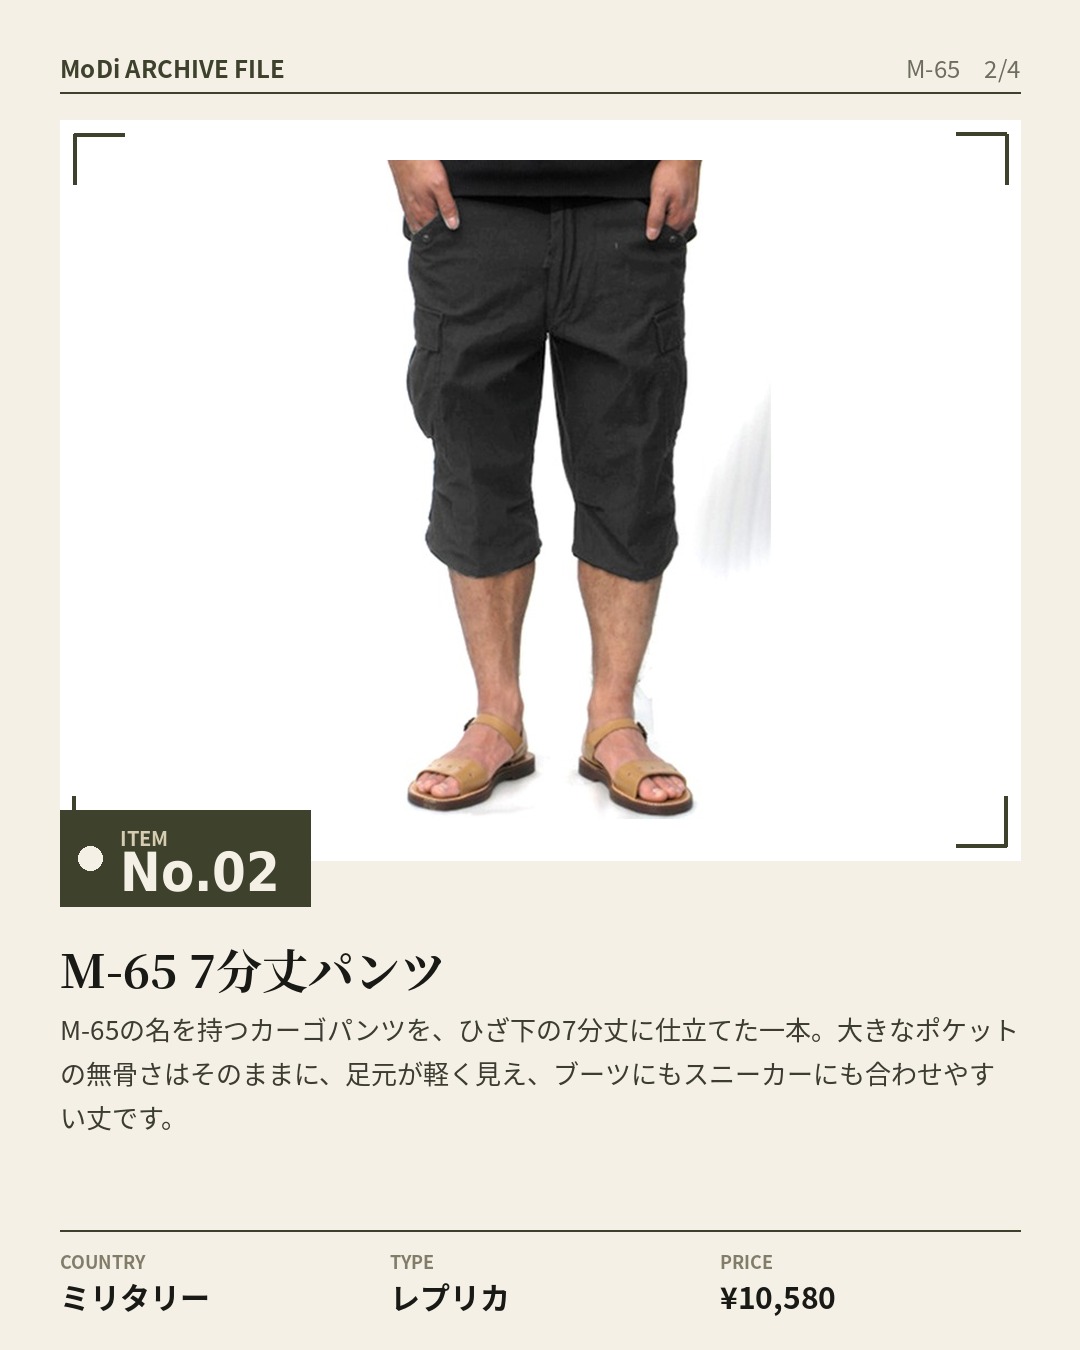 MoDi ARCHIVE FILE
M-65 2/4
ITEM
No.02
M-65 7分丈パンツ
M-65の名を持つカーゴパンツを、ひざ下の7分丈に仕立てた一本。大きなポケット
の無骨さはそのままに、足元が軽く見え、ブーツにもスニーカーにも合わせやす
い丈です。
COUNTRY
ミリタリー
TYPE
レプリカ
PRICE
¥10,580